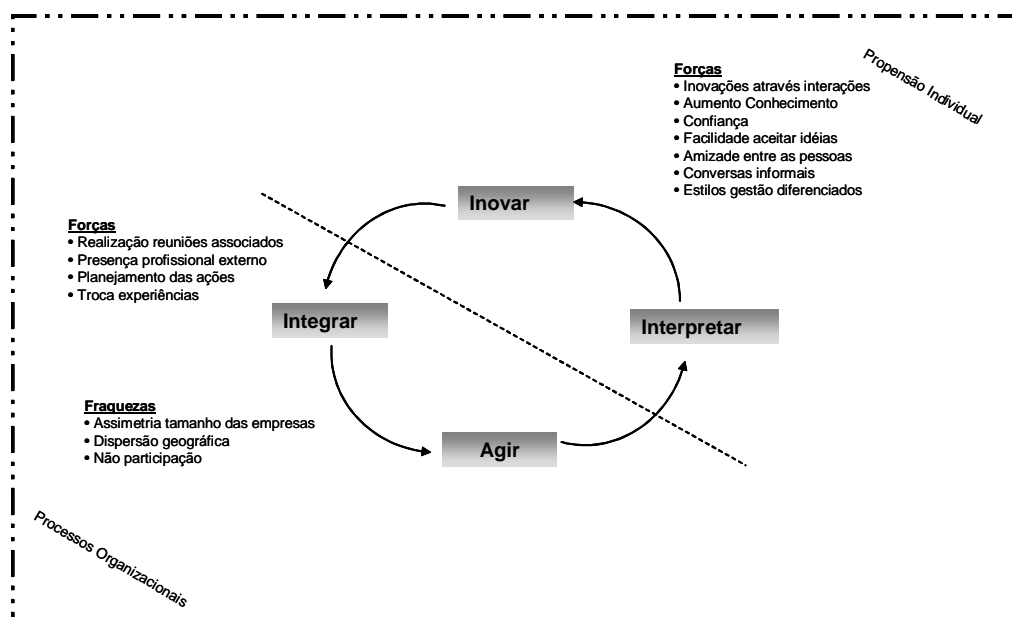 Propensão Individual
Forças
• Inovações através interações
• Aumento Conhecimento
• Confiança
• Facilidade aceitar idéias
• Amizade entre as pessoas
• Conversas informais
• Estilos gestão diferenciados
Inovar
Forças
• Realização reuniões associados
• Presença profissional externo
• Planejamento das ações
• Troca experiências
Integrar
Interpretar
Fraquezas
• Assimetria tamanho das empresas
• Dispersão geográfica
• Não participação
Agir
Processos Organizacionais